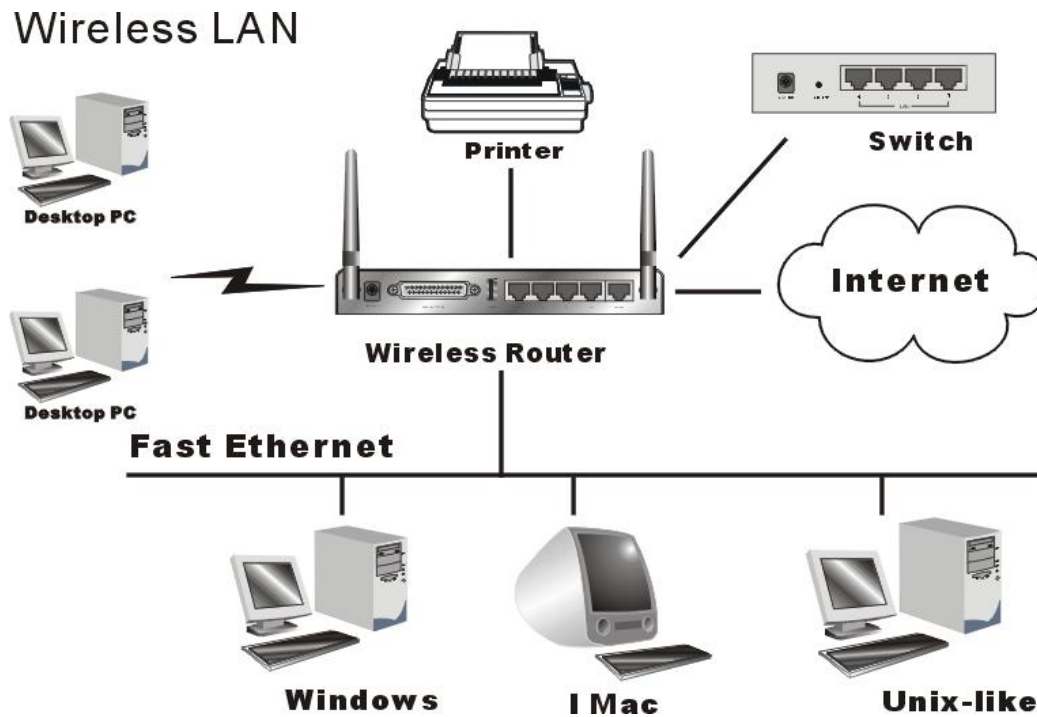 Wireless LAN
Printer
Switch
Desktop PC
Internet
Wireless Router
Desktop PC
Fast Ethernet
Windows
I Mac
Unix-like